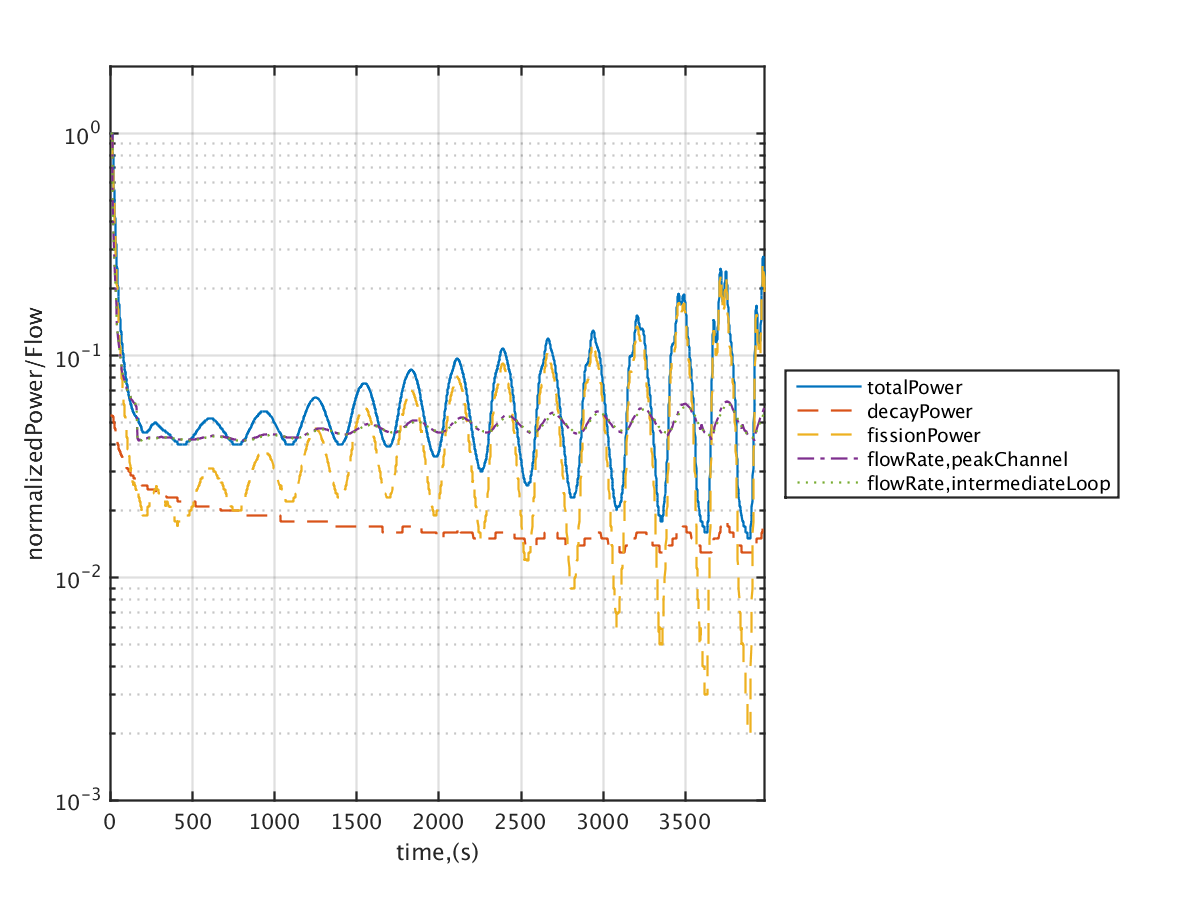 10^0
10^-1
10^-2
10^-3
normalizedPower/Flow
0 500 1000 1500 2000 2500 3000 3500
time,(s)
totalPower
decayPower
fissionPower
flowRate,peakChannel
flowRate,intermediateLoop